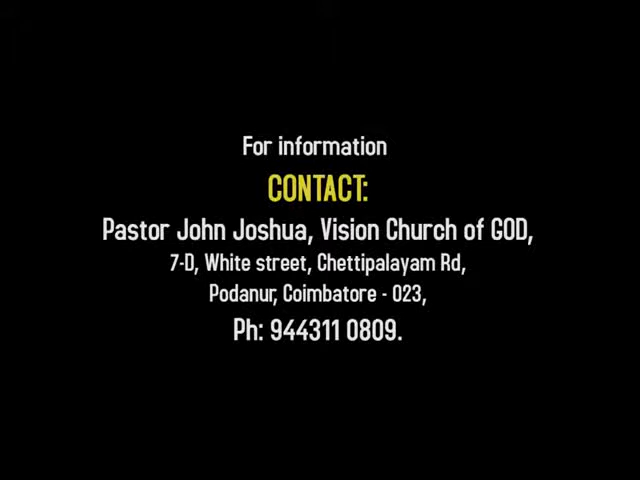 For information
CONTACT:
Pastor John Joshua, Vision Church of GOD,
7-D, White street, Chettipalayam Rd,
Podanur, Coimbatore - 023,
Ph: 944311 0809.